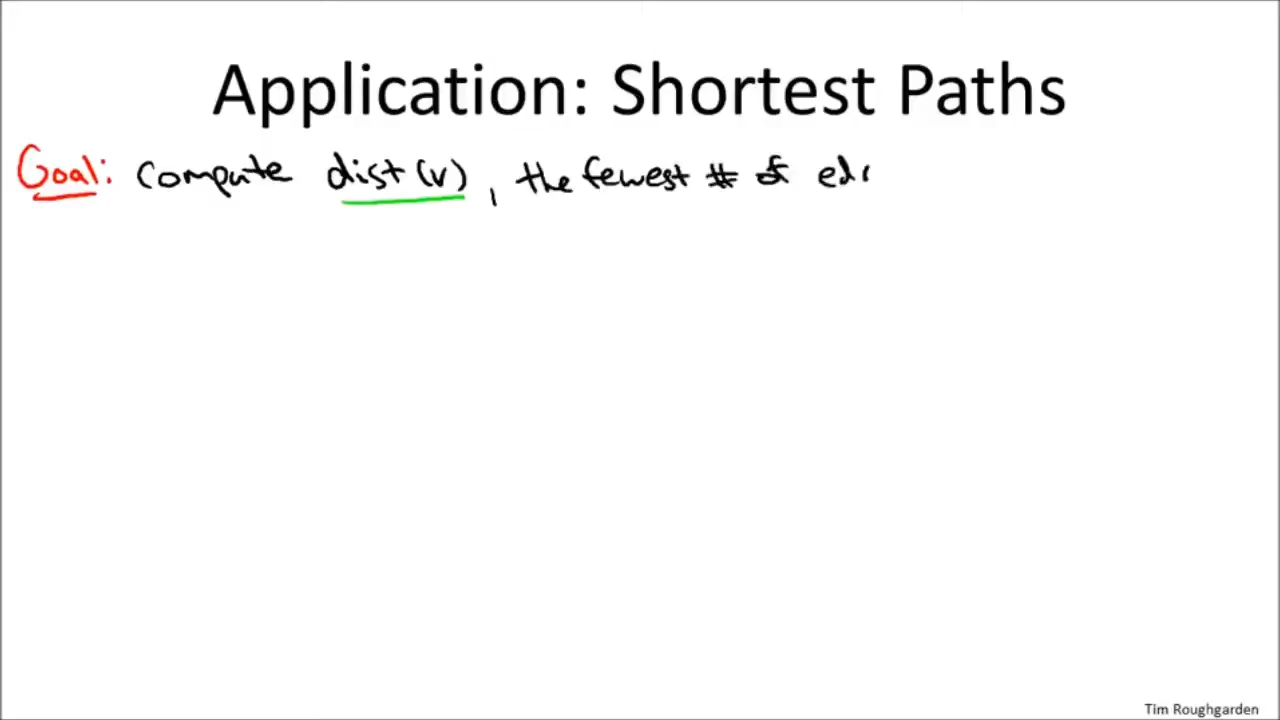 Application: Shortest Paths
Goal: compute dist(v), the fewest # of
Tim Roughgarden